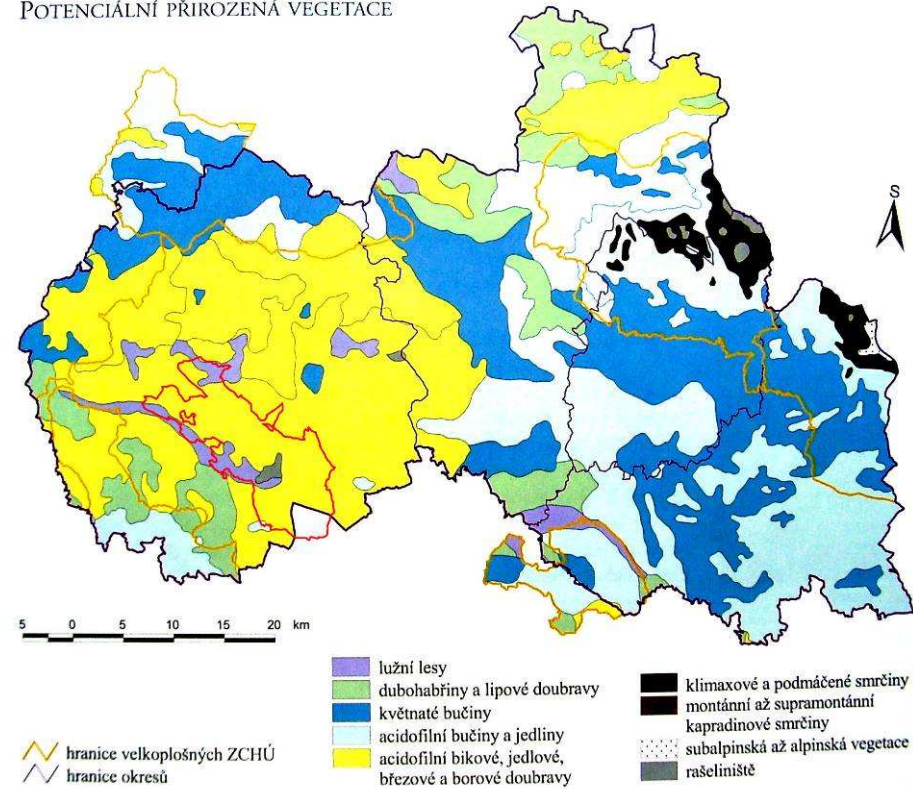 POTENCIÁLNÍ PŘIROZENÁ VEGETACE
S
5 0 5 10 15 20 km
lužní lesy
dubohabřiny a lipové doubravy
květnaté bučiny
acidofilní bučiny a jedliny
acidofilní bikové, jedlové,
březové a borové doubravy
klimaxové a podmáčené smrčiny
montánní až supramontánní
kapradinové smrčiny
subalpinská až alpinská vegetace
rašeliniště
hranice velkoplošných ZCHÚ
hranice okresů